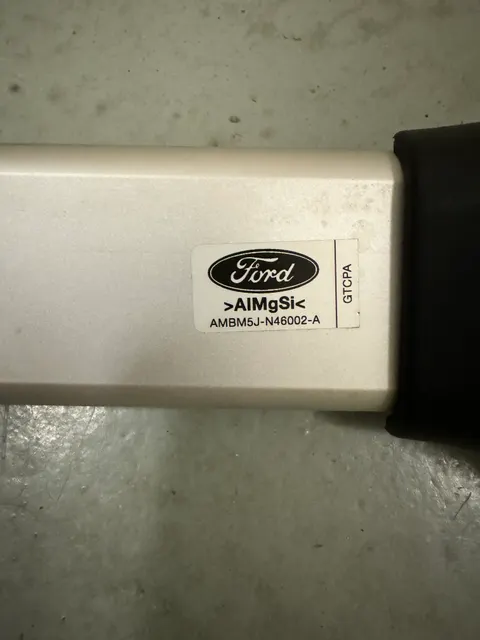 Ford
>AlMgSi<
AMBM5J-N46002-A
GTCPA